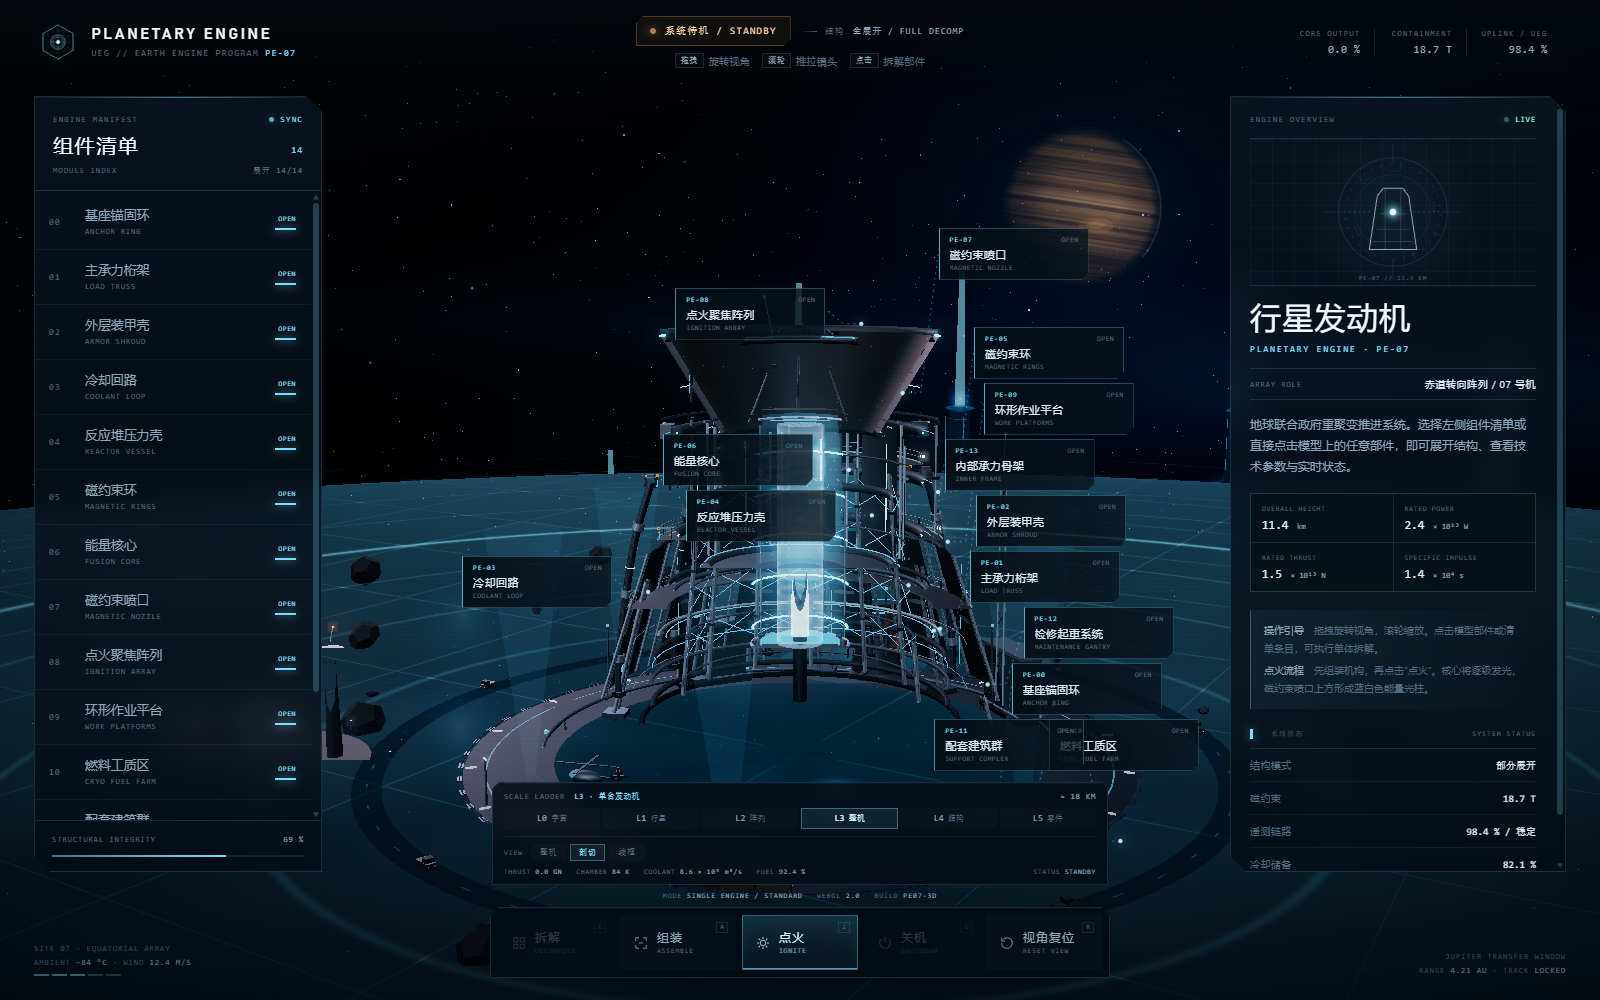 PLANETARY ENGINE
UEG // EARTH ENGINE PROGRAM PE-07
系统待机 / STANDBY
结构 全展开 / FULL DECOMP
拖拽 旋转视角 滚轮 推拉镜头 点击 拆解部件
CORE OUTPUT
0.0 %
CONTAINMENT
18.7 T
UPLINK / UEG
98.4 %
ENGINE MANIFEST
SYNC
组件清单
14
MODULE INDEX
展开 14/14
00 基座锚固环 OPEN
ANCHOR RING
01 主承力桁架 OPEN
LOAD TRUSS
02 外层装甲壳 OPEN
ARMOR SHROUD
03 冷却回路 OPEN
COOLANT LOOP
04 反应堆压力壳 OPEN
REACTOR VESSEL
05 磁约束环 OPEN
MAGNETIC RINGS
06 能量核心 OPEN
FUSION CORE
07 磁约束喷口 OPEN
MAGNETIC NOZZLE
08 点火聚焦阵列 OPEN
IGNITION ARRAY
09 环形作业平台 OPEN
WORK PLATFORMS
10 燃料工质区 OPEN
CRYO FUEL FARM
配套建筑群
STRUCTURAL INTEGRITY 69 %
SITE 07 · EQUATORIAL ARRAY
AMBIENT −84 °C · WIND 12.4 M/S
PE-07 OPEN
磁约束喷口
MAGNETIC NOZZLE
PE-08 OPEN
点火聚焦阵列
IGNITION ARRAY
PE-05 OPEN
磁约束环
MAGNETIC RINGS
PE-09 OPEN
环形作业平台
WORK PLATFORMS
PE-06 OPEN
能量核心
FUSION CORE
PE-13 OPEN
内部承力骨架
INNER FRAME
PE-04 OPEN
反应堆压力壳
REACTOR VESSEL
PE-02 OPEN
外层装甲壳
ARMOR SHROUD
PE-03 OPEN
冷却回路
COOLANT LOOP
PE-01 OPEN
主承力桁架
LOAD TRUSS
PE-12 OPEN
检修起重系统
MAINTENANCE GANTRY
PE-00 OPEN
基座锚固环
ANCHOR RING
PE-11 OPEN
配套建筑群
SUPPORT COMPLEX
OPEN
燃料工质区
FUEL FARM
SCALE LADDER L3 · 单台发动机 ≈ 18 KM
L0 宇宙 L1 行星 L2 阵列 L3 整机 L4 结构 L5 零件
VIEW 整机 剖切 线框
THRUST 0.0 GN CHAMBER 84 K COOLANT 8.6 × 10⁵ m³/s FUEL 92.4 % STATUS STANDBY
MODE SINGLE ENGINE / STANDARD WEBGL 2.0 BUILD PE07-3D
拆解
DECOMPOSE
组装 A
ASSEMBLE
点火 I
IGNITE
关机
SHUTDOWN
视角复位 R
RESET VIEW
ENGINE OVERVIEW
LIVE
PE-07 // 11.4 KM
行星发动机
PLANETARY ENGINE · PE-07
ARRAY ROLE 赤道转向阵列 / 07 号机
地球联合政府重聚变推进系统。选择左侧组件清单或
直接点击模型上的任意部件，即可展开结构、查看技
术参数与实时状态。
OVERALL HEIGHT
11.4 km
RATED POWER
2.4 × 10¹³ W
RATED THRUST
1.5 × 10¹³ N
SPECIFIC IMPULSE
1.4 × 10⁴ s
操作引导 拖拽旋转视角，滚轮缩放。点击模型部件或清
单条目，可执行单体拆解。
点火流程 先组装机构，再点击“点火”。核心将逐级发光，
磁约束喷口上方形成蓝白色能量光柱。
系统状态 SYSTEM STATUS
结构模式 部分展开
磁约束 18.7 T
遥测链路 98.4 % / 稳定
冷却储备 82.1 %
JUPITER TRANSFER WINDOW
RANGE 4.21 AU · TRACK LOCKED